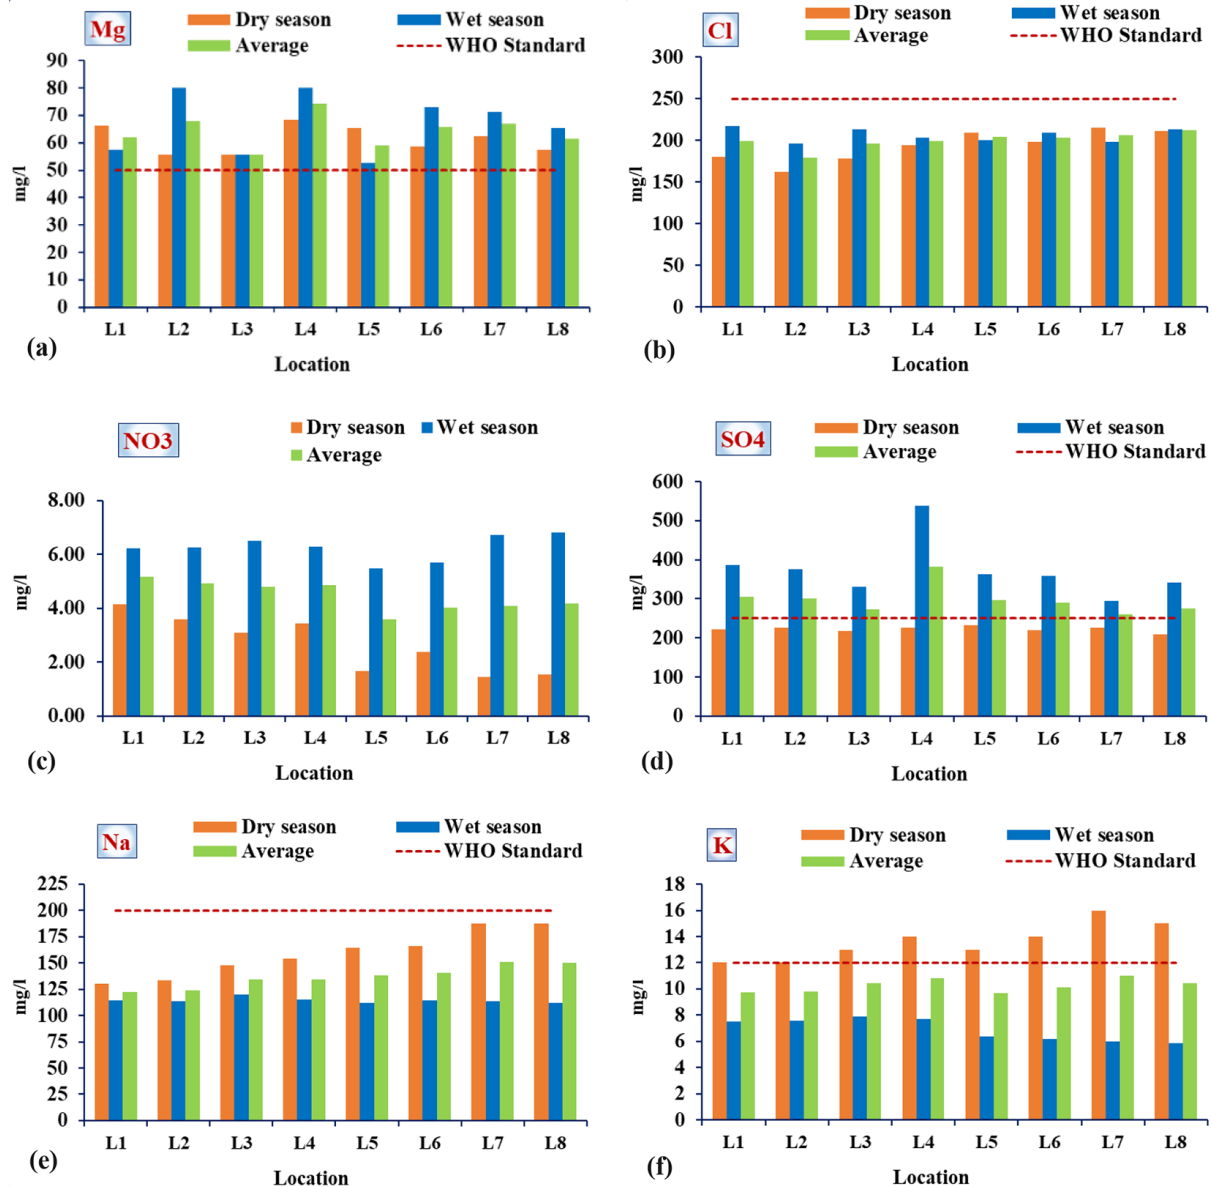 Mg
Dry season
Wet season
Average
WHO Standard
90
80
70
60
50
40
30
20
10
0
mg/l
L1 L2 L3 L4 L5 L6 L7 L8
(a)
Location
Cl
Dry season
Wet season
Average
WHO Standard
300
250
200
150
100
50
0
mg/l
L1 L2 L3 L4 L5 L6 L7 L8
(b)
Location
NO3
Dry season
Wet season
Average
8.00
6.00
4.00
2.00
0.00
mg/l
L1 L2 L3 L4 L5 L6 L7 L8
(c)
Location
SO4
Dry season
Wet season
Average
WHO Standard
600
500
400
300
200
100
0
mg/l
L1 L2 L3 L4 L5 L6 L7 L8
(d)
Location
Na
Dry season
Wet season
Average
WHO Standard
225
200
175
150
125
100
75
50
25
0
mg/l
L1 L2 L3 L4 L5 L6 L7 L8
(e)
Location
K
Dry season
Wet season
Average
WHO Standard
18
16
14
12
10
8
6
4
2
0
mg/l
L1 L2 L3 L4 L5 L6 L7 L8
(f)
Location